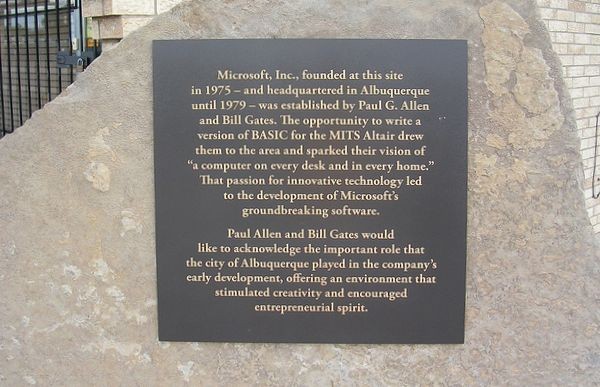 Microsoft, Inc., founded at this site
in 1975 – and headquartered in Albuquerque
until 1979 – was established by Paul G. Allen
and Bill Gates. The opportunity to write a
version of BASIC for the MITS Altair drew
them to the area and sparked their vision of
“a computer on every desk and in every home.”
That passion for innovative technology led
to the development of Microsoft’s
groundbreaking software.
Paul Allen and Bill Gates would
like to acknowledge the important role that
the city of Albuquerque played in the company’s
early development, offering an environment that
stimulated creativity and encouraged
entrepreneurial spirit.